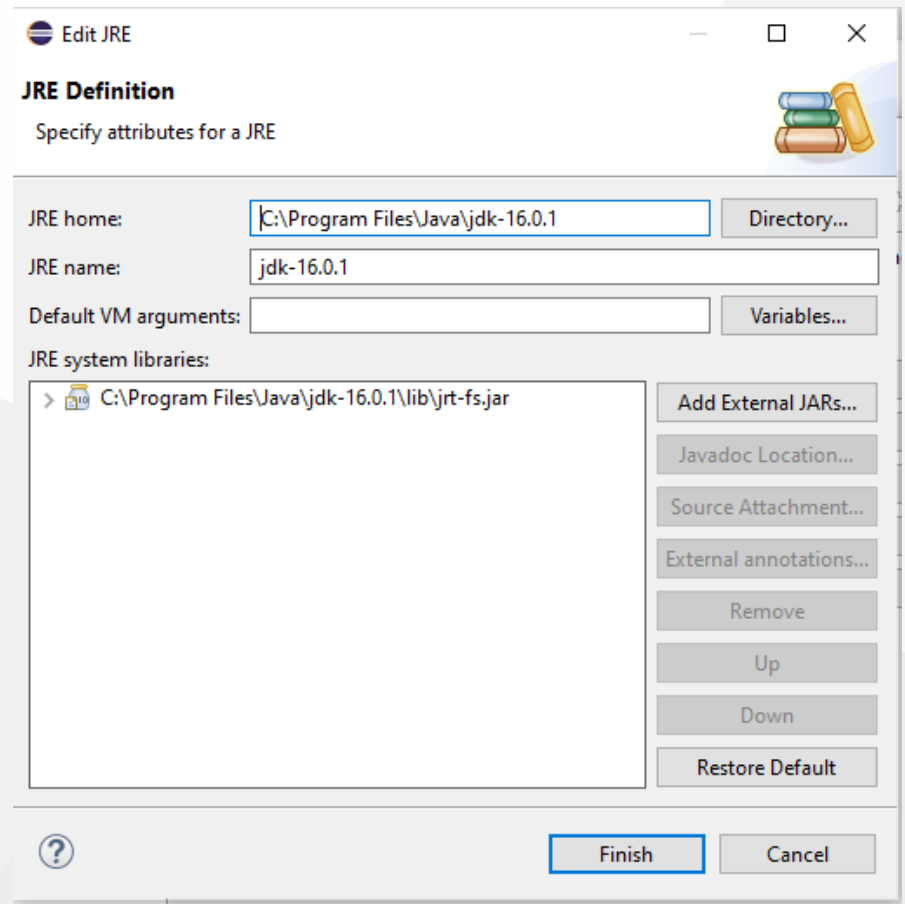 Edit JRE
JRE Definition
Specify attributes for a JRE
JRE home: C:\Program Files\Java\jdk-16.0.1 Directory...
JRE name: jdk-16.0.1
Default VM arguments: Variables...
JRE system libraries:
C:\Program Files\Java\jdk-16.0.1\lib\jrt-fs.jar
Add External JARs...
Javadoc Location...
Source Attachment...
External annotations...
Remove
Up
Down
Restore Default
Finish Cancel